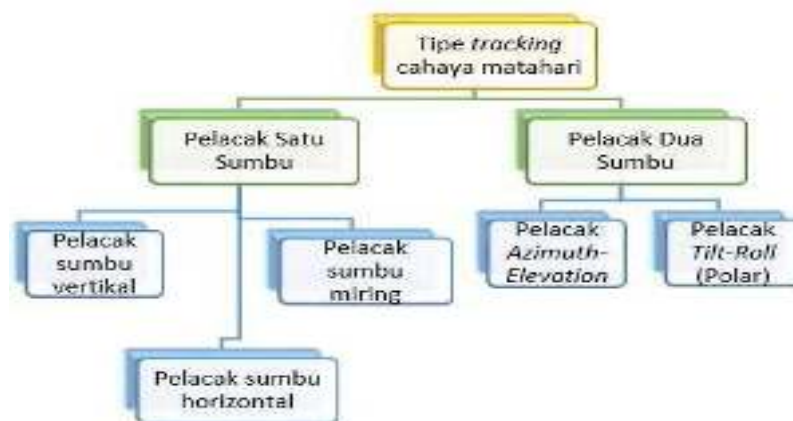 Tipe tracking
cahaya matahari
Pelacak Satu
Sumbu
Pelacak Dua
Sumbu
Pelacak
sumbu
vertikal
Pelacak
sumbu
miring
Pelacak
Azimuth-
Elevation
Pelacak
Tilt-Roll
(Polar)
Pelacak sumbu
horizontal